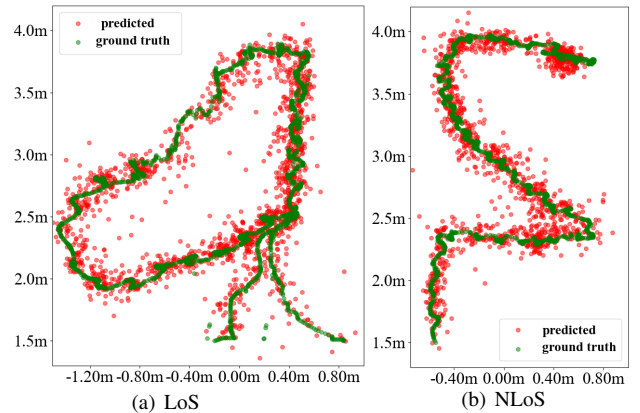 predicted
ground truth
4.0m
3.5m
3.0m
2.5m
2.0m
1.5m
-1.20m -0.80m -0.40m 0.00m 0.40m 0.80m
(a) LoS
4.0m
3.5m
3.0m
2.5m
2.0m
1.5m
predicted
ground truth
-0.40m 0.00m 0.40m 0.80m
(b) NLoS